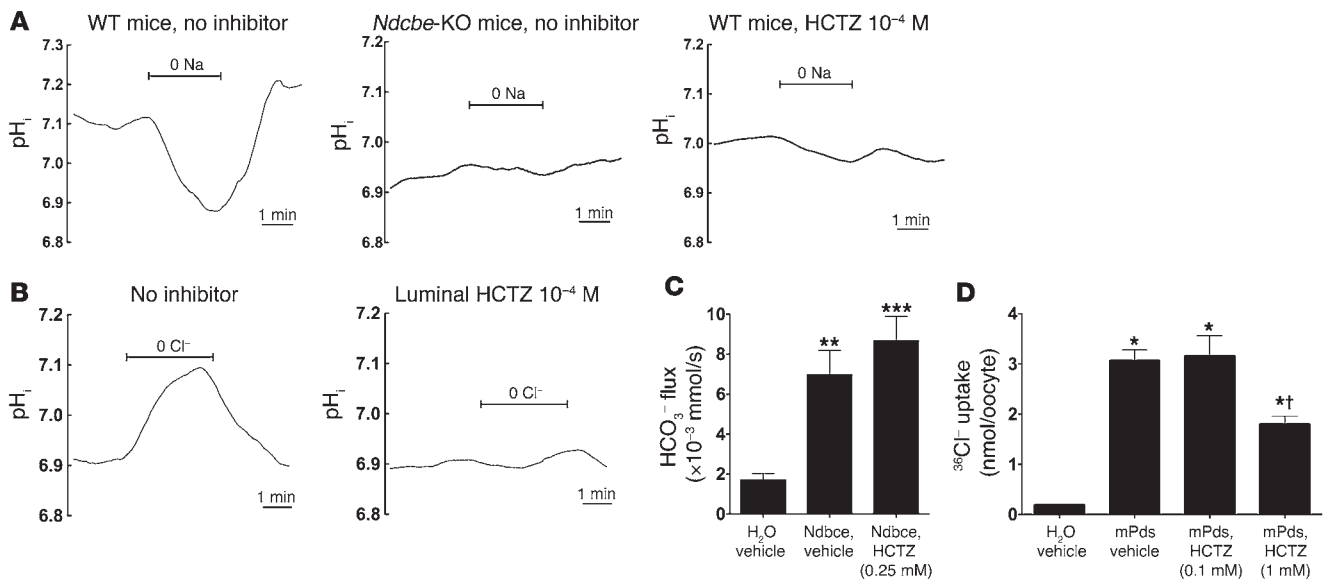 A
WT mice, no inhibitor
Ndcbe-KO mice, no inhibitor
WT mice, HCTZ 10⁻⁴ M
7.3
7.2
7.1
7.0
6.9
6.8
pHᵢ
0 Na
1 min
7.2
7.1
7.0
6.9
6.8
pHᵢ
0 Na
1 min
7.2
7.1
7.0
6.9
6.8
pHᵢ
0 Na
1 min
B
No inhibitor
Luminal HCTZ 10⁻⁴ M
7.2
7.1
7.0
6.9
6.8
pHᵢ
0 Cl⁻
1 min
7.2
7.1
7.0
6.9
6.8
pHᵢ
0 Cl⁻
1 min
C
HCO₃⁻ flux
(×10⁻³ mmol/s)
10
8
6
4
2
0
**
***
H₂O
vehicle
Ndbce,
vehicle
Ndbce,
HCTZ
(0.25 mM)
D
³⁶Cl⁻ uptake
(nmol/oocyte)
4
3
2
1
0
*
*
*†
H₂O
vehicle
mPds
vehicle
mPds,
HCTZ
(0.1 mM)
mPds,
HCTZ
(1 mM)